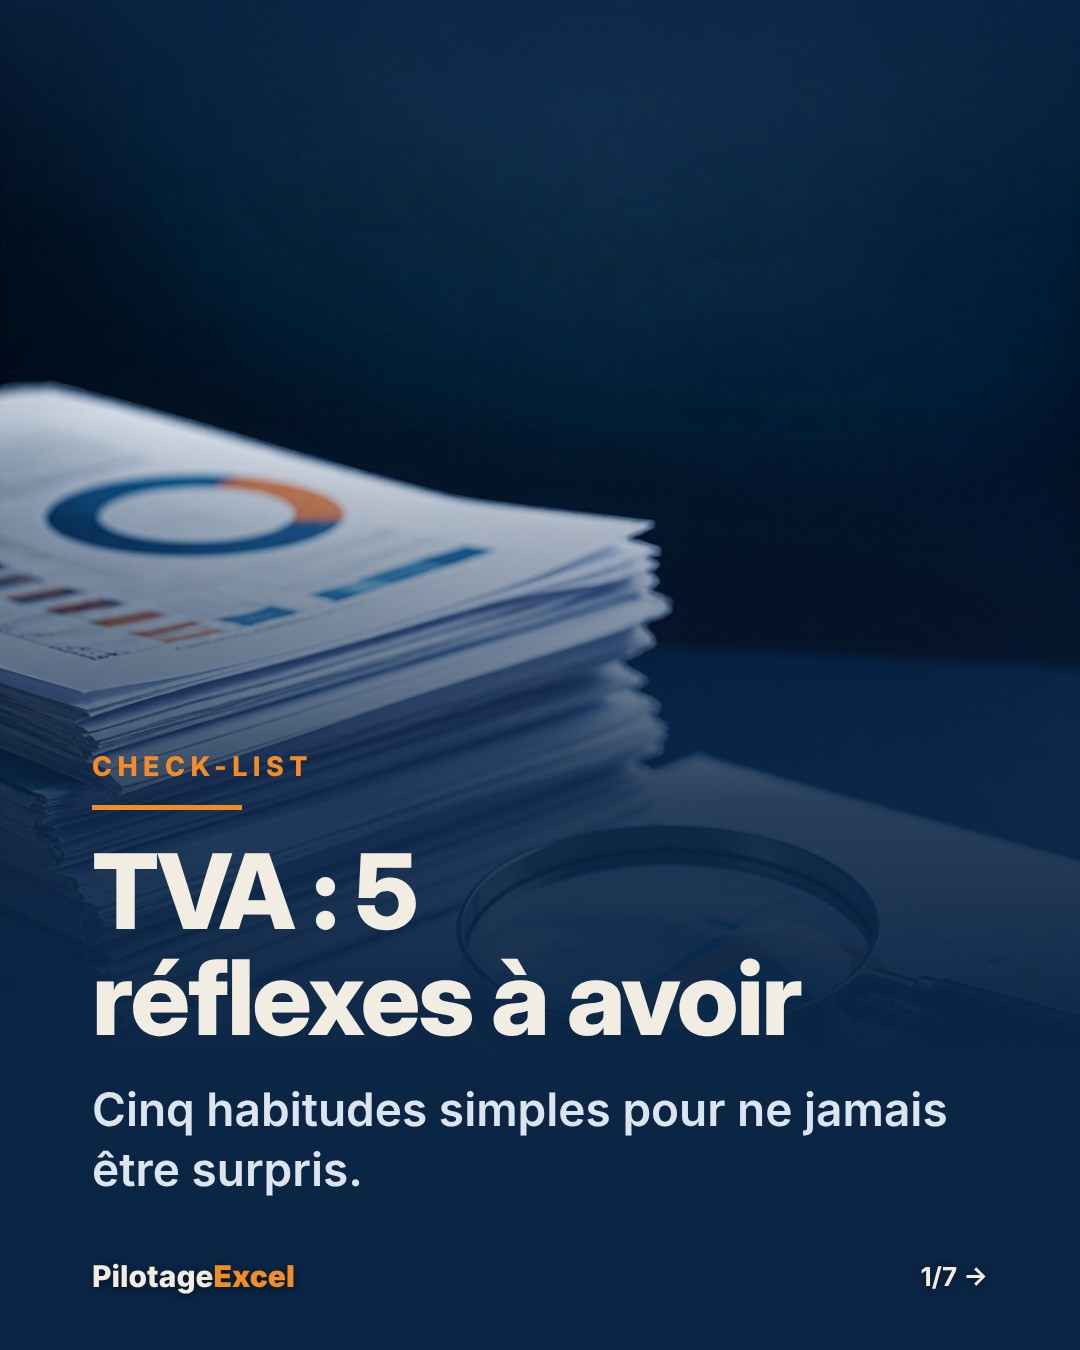 CHECK-LIST
TVA : 5
réflexes à avoir
Cinq habitudes simples pour ne jamais
être surpris.
PilotageExcel
1/7 →